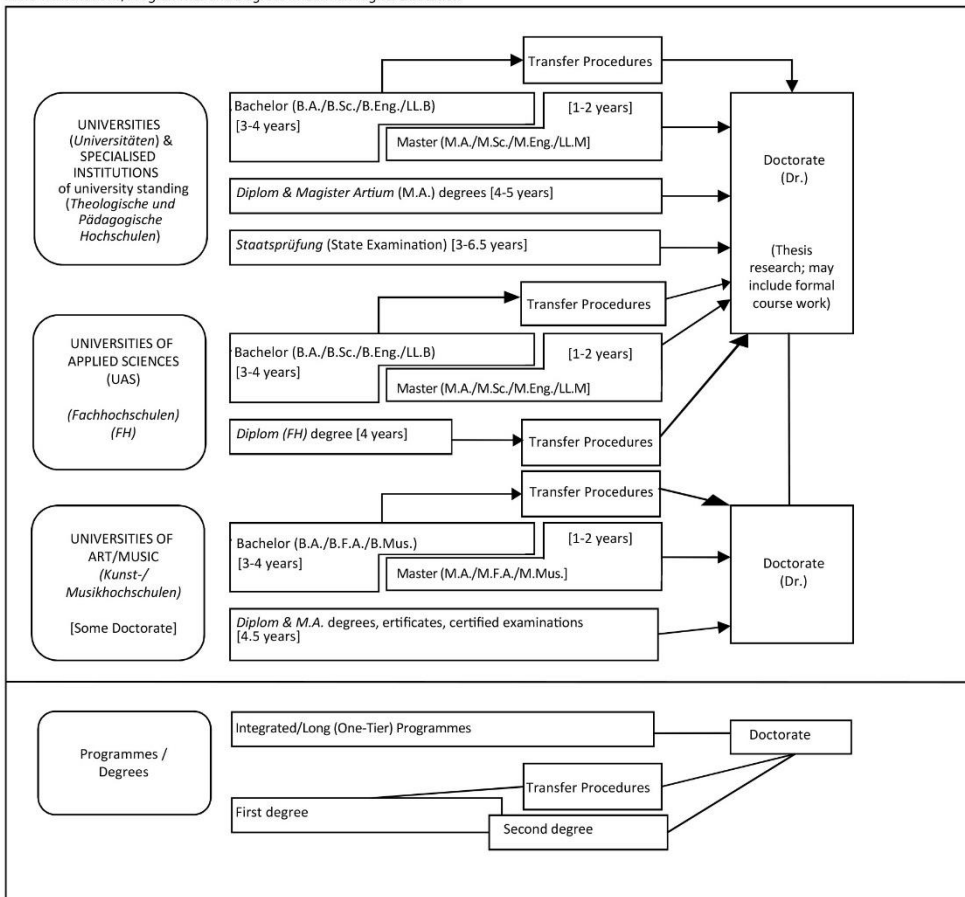 Transfer Procedures
UNIVERSITIES
(Universitäten) &
SPECIALISED
INSTITUTIONS
of university standing
(Theologische und
Pädagogische
Hochschulen)
Bachelor (B.A./B.Sc./B.Eng./LL.B)
[3-4 years]
[1-2 years]
Master (M.A./M.Sc./M.Eng./LL.M]
Diplom & Magister Artium (M.A.) degrees [4-5 years]
Staatsprüfung (State Examination) [3-6.5 years]
Doctorate
(Dr.)
(Thesis
research; may
include formal
course work)
Transfer Procedures
UNIVERSITIES OF
APPLIED SCIENCES
(UAS)
(Fachhochschulen)
(FH)
Bachelor (B.A./B.Sc./B.Eng./LL.B)
[3-4 years]
[1-2 years]
Master (M.A./M.Sc./M.Eng./LL.M]
Diplom (FH) degree [4 years]
Transfer Procedures
Transfer Procedures
UNIVERSITIES OF
ART/MUSIC
(Kunst-/
Musikhochschulen)
[Some Doctorate]
Bachelor (B.A./B.F.A./B.Mus.)
[3-4 years]
[1-2 years]
Master (M.A./M.F.A./M.Mus.]
Diplom & M.A. degrees, ertificates, certified examinations
[4.5 years]
Doctorate
(Dr.)
Programmes /
Degrees
Integrated/Long (One-Tier) Programmes
Doctorate
Transfer Procedures
First degree
Second degree